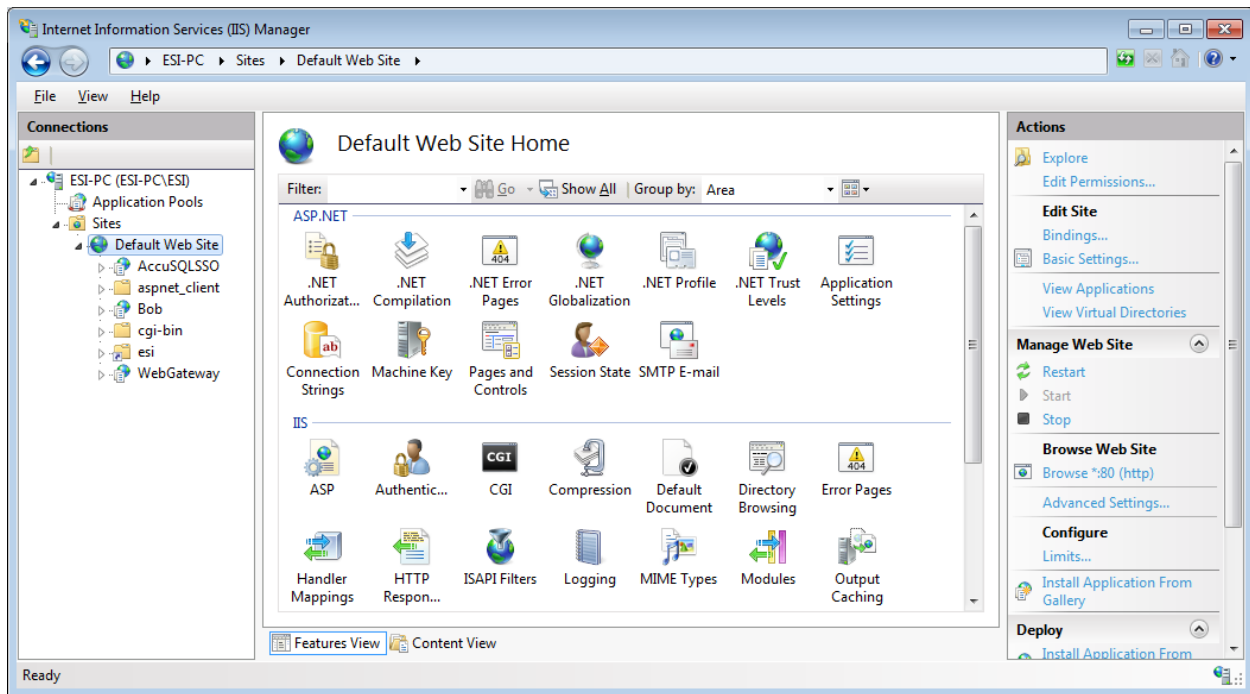 Internet Information Services (IIS) Manager
ESI-PC Sites Default Web Site
File View Help
Connections
ESI-PC (ESI-PC\ESI)
Application Pools
Sites
Default Web Site
AccuSQLSSO
aspnet_client
Bob
cgi-bin
esi
WebGateway
Default Web Site Home
Filter: Go Show All Group by: Area
ASP.NET
.NET Authorizat...
.NET Compilation
404
.NET Error Pages
.NET Globalization
.NET Profile
.NET Trust Levels
Application Settings
ab
Connection Strings
Machine Key
Pages and Controls
Session State
SMTP E-mail
IIS
ASP
Authentic...
CGI
CGI
Compression
Default Document
Directory Browsing
404
Error Pages
Handler Mappings
HTTP Respon...
ISAPI Filters
Logging
MIME Types
Modules
Output Caching
Features View Content View
Actions
Explore
Edit Permissions...
Edit Site
Bindings...
Basic Settings...
View Applications
View Virtual Directories
Manage Web Site
Restart
Start
Stop
Browse Web Site
Browse *:80 (http)
Advanced Settings...
Configure
Limits...
Install Application From
Gallery
Deploy
Install Application From
Ready